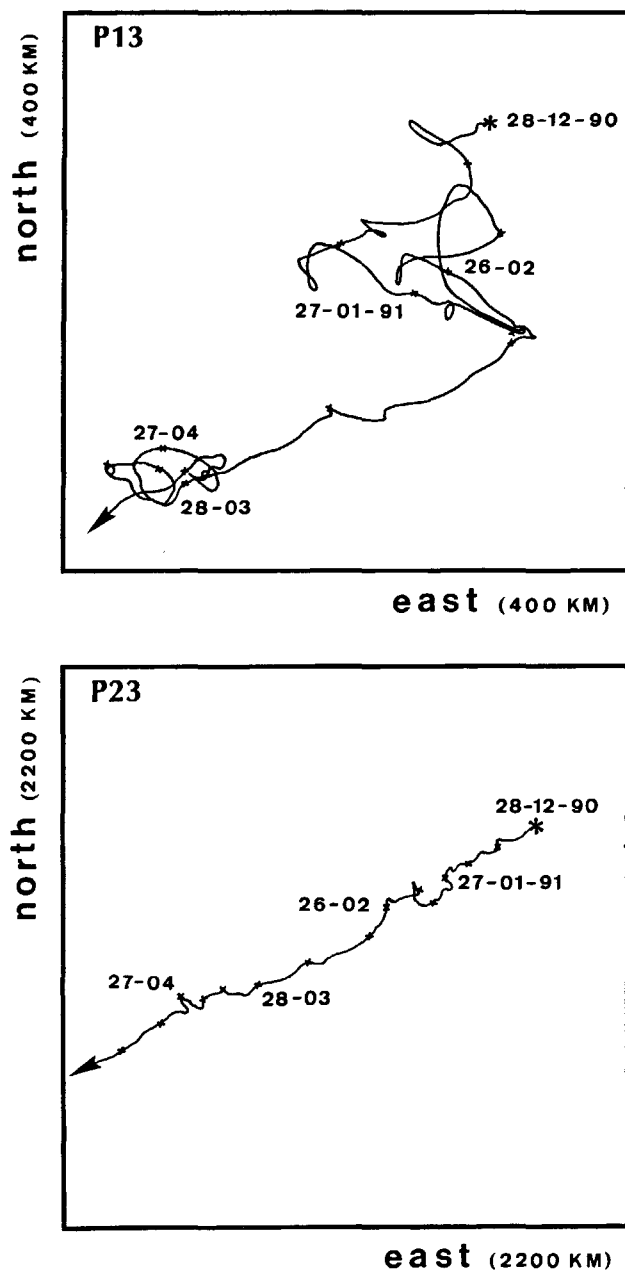 P13
north (400 KM)
* 28-12-90
26-02
27-01-91
27-04
28-03
east (400 KM)
P23
north (2200 KM)
28-12-90
*
27-01-91
26-02
27-04
28-03
east (2200 KM)